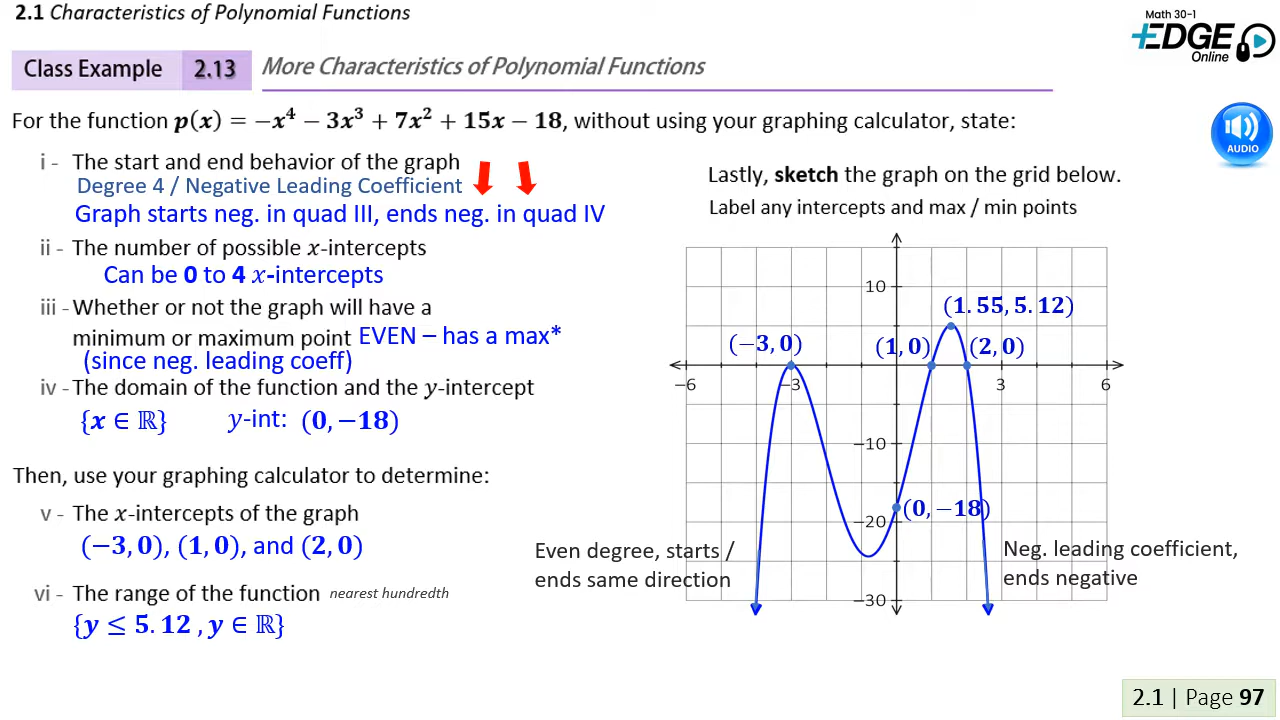 2.1 Characteristics of Polynomial Functions
Math 30-1
EDGE
Online
Class Example 2.13 More Characteristics of Polynomial Functions
For the function p(x) = −x⁴ − 3x³ + 7x² + 15x − 18, without using your graphing calculator, state:
AUDIO
i - The start and end behavior of the graph
Degree 4 / Negative Leading Coefficient
Graph starts neg. in quad III, ends neg. in quad IV
ii - The number of possible x-intercepts
Can be 0 to 4 x-intercepts
iii - Whether or not the graph will have a
minimum or maximum point EVEN – has a max*
(since neg. leading coeff)
iv - The domain of the function and the y-intercept
{x ∈ ℝ} y-int: (0, −18)
Then, use your graphing calculator to determine:
v - The x-intercepts of the graph
(−3, 0), (1, 0), and (2, 0)
vi - The range of the function nearest hundredth
{y ≤ 5.12 , y ∈ ℝ}
Lastly, sketch the graph on the grid below.
Label any intercepts and max / min points
10
(1.55, 5.12)
(−3, 0) (1, 0) (2, 0)
−6 −3 3 6
−10
(0, −18)
−20
−30
Even degree, starts /
ends same direction
Neg. leading coefficient,
ends negative
2.1 | Page 97